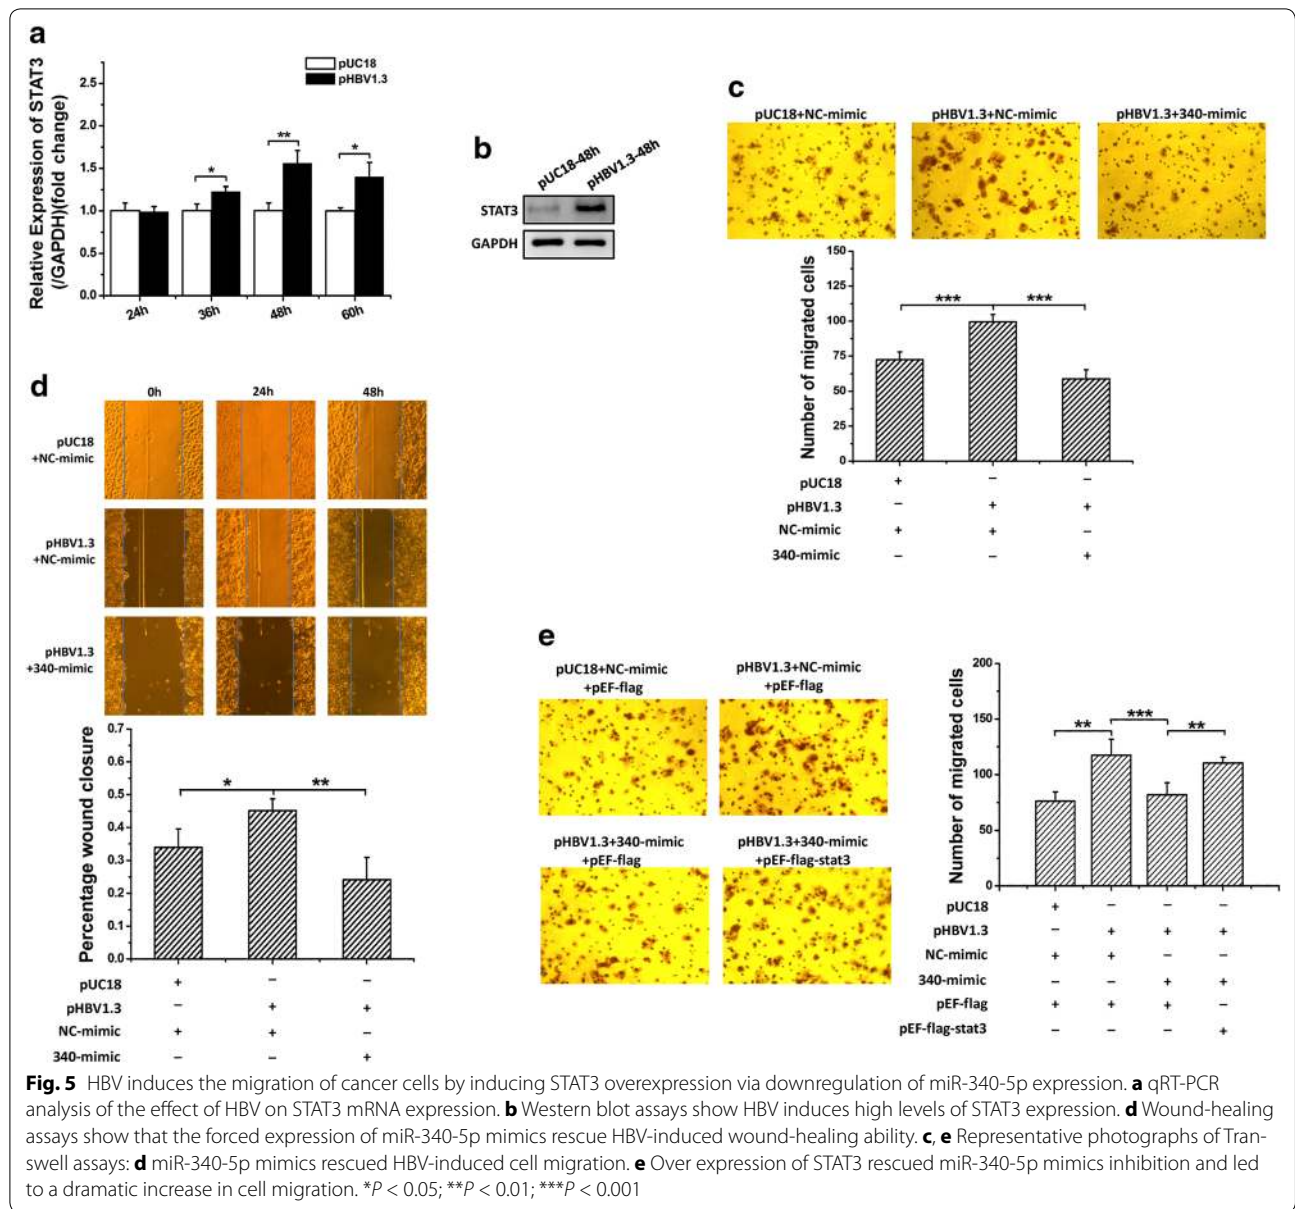 a
pUC18
pHBV1.3
Relative Expression of STAT3
(/GAPDH)(fold change)
2.5
2.0
1.5
1.0
0.5
0.0
* ** *
24h 36h 48h 60h
b
pUC18-48h pHBV1.3-48h
STAT3
GAPDH
c
pUC18+NC-mimic pHBV1.3+NC-mimic pHBV1.3+340-mimic
Number of migrated cells
150
125
100
75
50
25
0
*** ***
pUC18 + – –
pHBV1.3 – + +
NC-mimic + + –
340-mimic – – +
d
0h 24h 48h
pUC18
+NC-mimic
pHBV1.3
+NC-mimic
pHBV1.3
+340-mimic
Percentage wound closure
0.7
0.6
0.5
0.4
0.3
0.2
0.1
0.0
* **
pUC18 + – –
pHBV1.3 – + +
NC-mimic + + –
340-mimic – – +
e
pUC18+NC-mimic
+pEF-flag
pHBV1.3+NC-mimic
+pEF-flag
pHBV1.3+340-mimic
+pEF-flag
pHBV1.3+340-mimic
+pEF-flag-stat3
Number of migrated cells
200
150
100
50
0
** *** **
pUC18 + – – –
pHBV1.3 – + + +
NC-mimic + + – –
340-mimic – – + +
pEF-flag + + + –
pEF-flag-stat3 – – – +
Fig. 5 HBV induces the migration of cancer cells by inducing STAT3 overexpression via downregulation of miR-340-5p expression. a qRT-PCR
analysis of the effect of HBV on STAT3 mRNA expression. b Western blot assays show HBV induces high levels of STAT3 expression. d Wound-healing
assays show that the forced expression of miR-340-5p mimics rescue HBV-induced wound-healing ability. c, e Representative photographs of Tran-
swell assays: d miR-340-5p mimics rescued HBV-induced cell migration. e Over expression of STAT3 rescued miR-340-5p mimics inhibition and led
to a dramatic increase in cell migration. *P < 0.05; **P < 0.01; ***P < 0.001